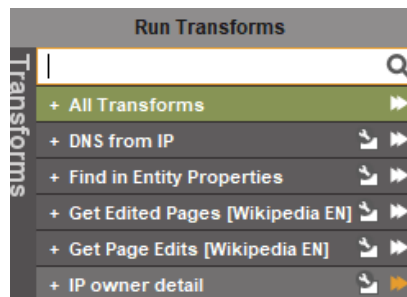 Run Transforms
Transforms
+ All Transforms
+ DNS from IP
+ Find in Entity Properties
+ Get Edited Pages [Wikipedia EN]
+ Get Page Edits [Wikipedia EN]
+ IP owner detail